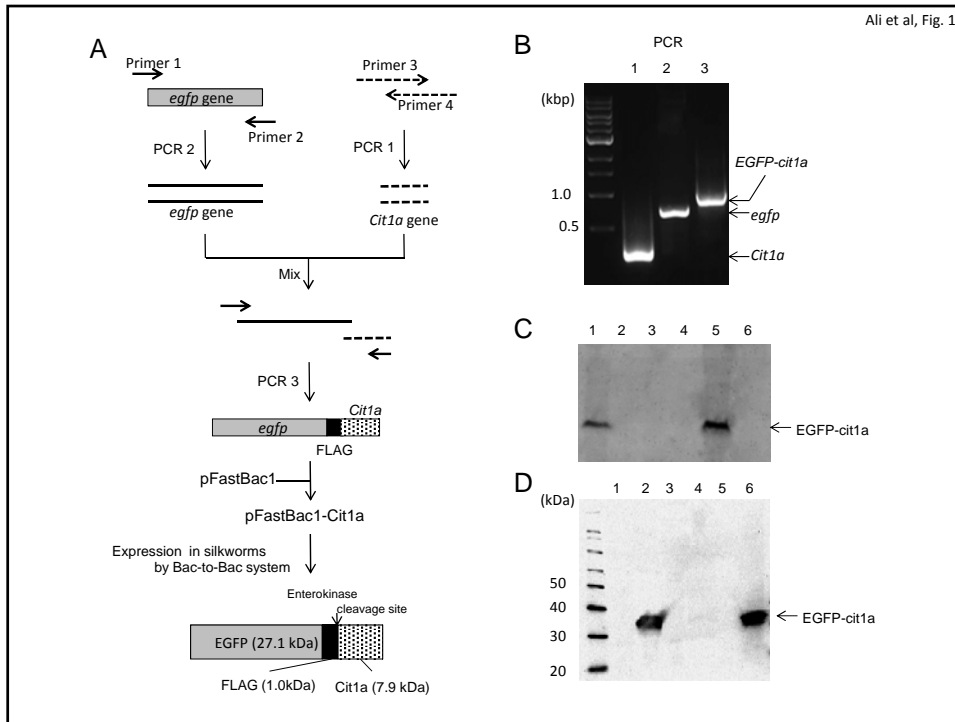 Ali et al, Fig. 1
A
Primer 1
egfp gene
Primer 2
Primer 3
Primer 4
PCR 2
PCR 1
egfp gene
Cit1a gene
Mix
PCR 3
Cit1a
egfp
FLAG
pFastBac1
pFastBac1-Cit1a
Expression in silkworms
by Bac-to-Bac system
Enterokinase
cleavage site
EGFP (27.1 kDa)
FLAG (1.0kDa)
Cit1a (7.9 kDa)
B
PCR
1 2 3
(kbp)
1.0
0.5
EGFP-cit1a
egfp
Cit1a
C
1 2 3 4 5 6
EGFP-cit1a
D
(kDa)
1 2 3 4 5 6
50
40
30
20
EGFP-cit1a